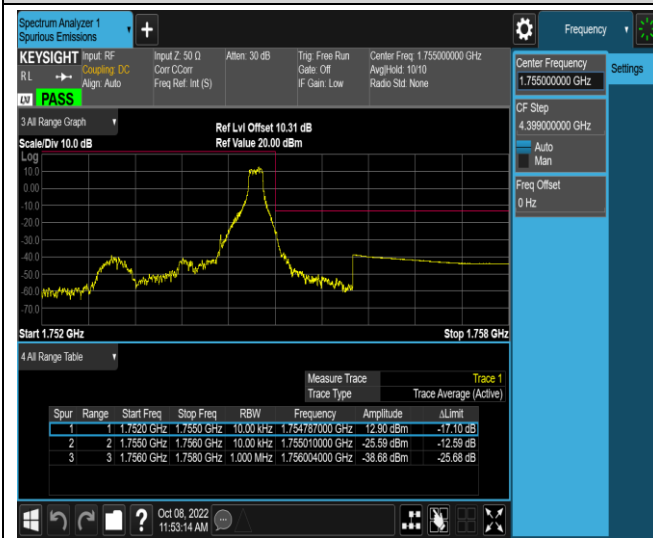 Spectrum Analyzer 1
Spurious Emissions
Frequency
KEYSIGHT
RL
Input: RF
Coupling: DC
Align: Auto
Input Z: 50 Ω
Corr CCorr
Freq Ref: Int (S)
Atten: 30 dB
Trig: Free Run
Gate: Off
IF Gain: Low
Center Freq: 1.755000000 GHz
Avg|Hold: 10/10
Radio Std: None
LXI PASS
Center Frequency
1.755000000 GHz
Settings
CF Step
4.399000000 GHz
Auto
Man
Freq Offset
0 Hz
3 All Range Graph
Ref Lvl Offset 10.31 dB
Scale/Div 10.0 dB
Ref Value 20.00 dBm
Log
10.0
0.00
-10.0
-20.0
-30.0
-40.0
-50.0
-60.0
-70.0
Start 1.752 GHz
Stop 1.758 GHz
4 All Range Table
Measure Trace Trace 1
Trace Type Trace Average (Active)
Spur Range Start Freq Stop Freq RBW Frequency Amplitude ΔLimit
1 1 1.7520 GHz 1.7550 GHz 10.00 kHz 1.754787000 GHz 12.90 dBm -17.10 dB
2 2 1.7550 GHz 1.7560 GHz 10.00 kHz 1.755010000 GHz -25.59 dBm -12.59 dB
3 3 1.7560 GHz 1.7580 GHz 1.000 MHz 1.756004000 GHz -38.68 dBm -25.68 dB
Oct 08, 2022
11:53:14 AM